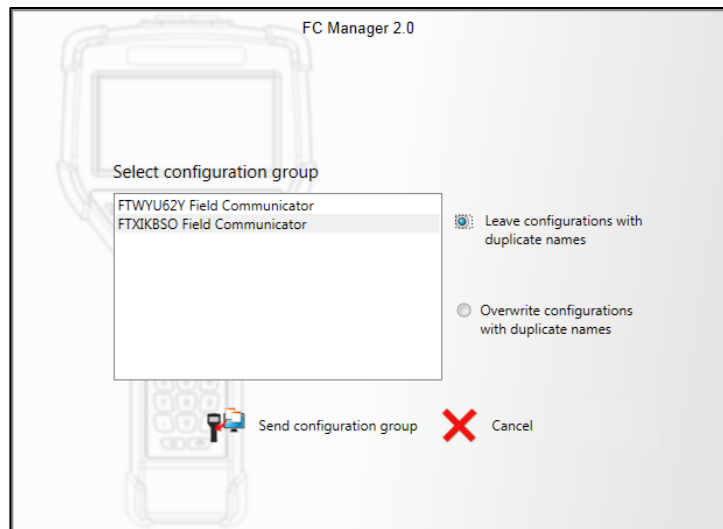 FC Manager 2.0
Select configuration group
FTWYU62Y Field Communicator
FTXIKBSO Field Communicator
Leave configurations with
duplicate names
Overwrite configurations
with duplicate names
Send configuration group
Cancel